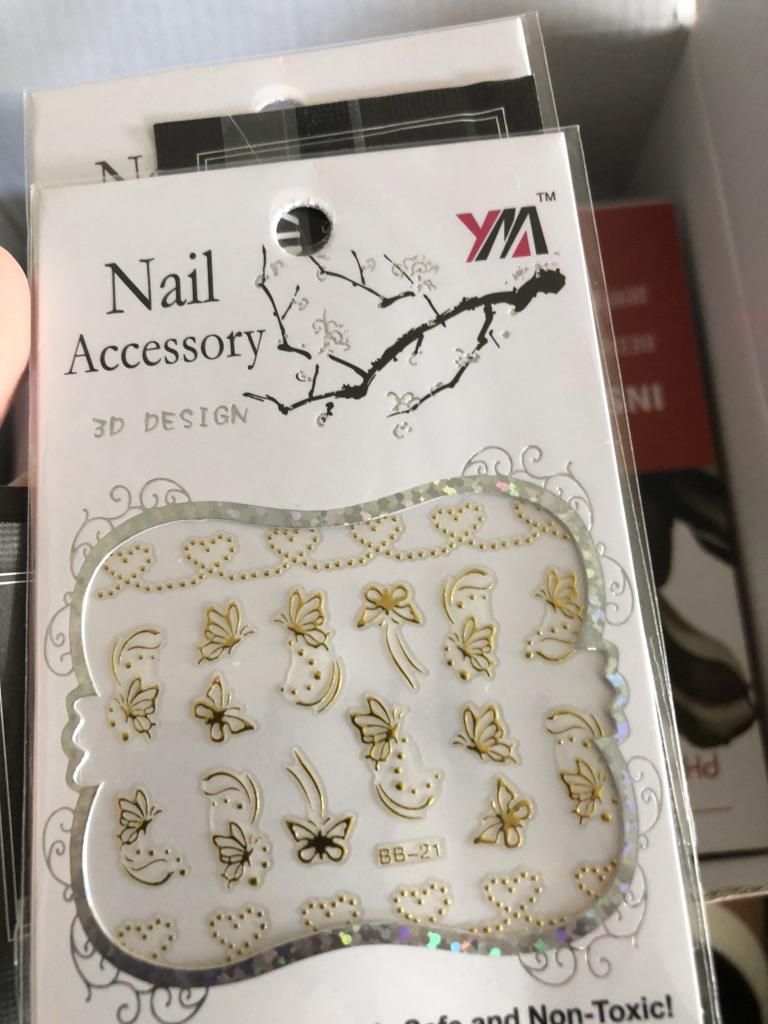 Nail
Accessory
3D DESIGN
YM™
BB-21
Safe and Non-Toxic!